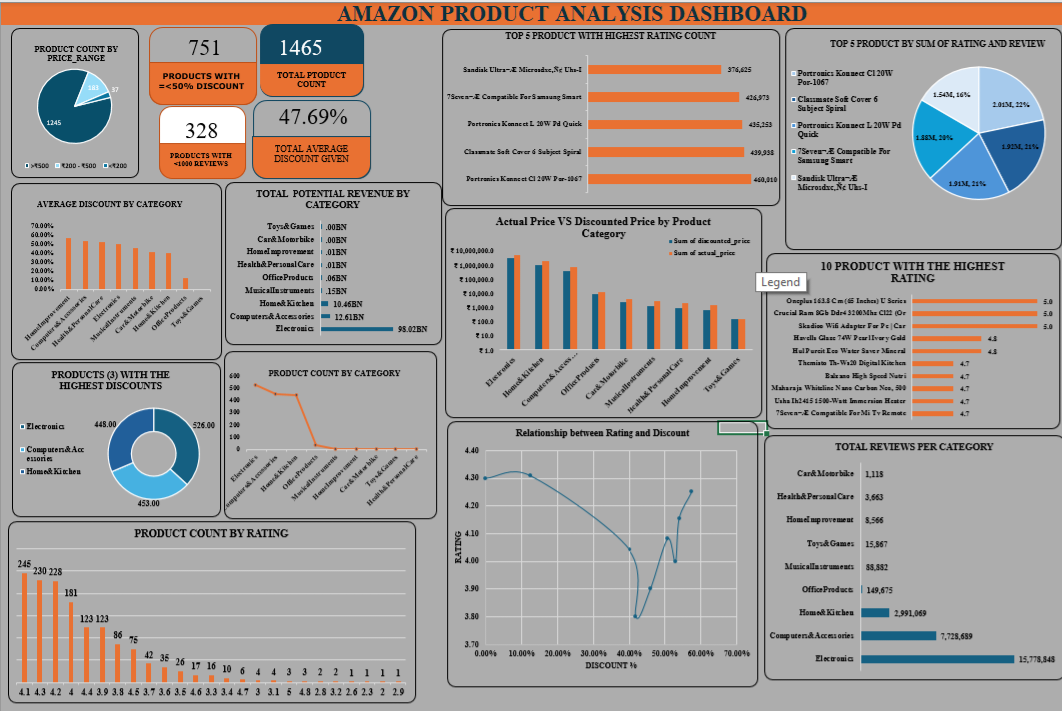 AMAZON PRODUCT ANALYSIS DASHBOARD
PRODUCT COUNT BY
PRICE_RANGE
183
37
1245
>₹500
₹200 - ₹500
<₹200
751
PRODUCTS WITH
=<50% DISCOUNT
1465
TOTAL PTODUCT
COUNT
328
PRODUCTS WITH
<1000 REVIEWS
47.69%
TOTAL AVERAGE
DISCOUNT GIVEN
TOP 5 PRODUCT WITH HIGHEST RATING COUNT
Sandisk Ultra¬Æ Microsdxc‚Ñ¢ Uhs-I
376,625
7Seven¬Æ Compatible For Samsung Smart
426,973
Portronics Konnect L 20W Pd Quick
435,253
Classmate Soft Cover 6 Subject Spiral
439,938
Portronics Konnect Cl 20W Por-1067
460,810
TOP 5 PRODUCT BY SUM OF RATING AND REVIEW
Portronics Konnect Cl 20W
Por-1067
Classmate Soft Cover 6
Subject Spiral
Portronics Konnect L 20W Pd
Quick
7Seven¬Æ Compatible For
Samsung Smart
Sandisk Ultra¬Æ
Microsdxc‚Ñ¢ Uhs-I
1.54M, 16%
2.01M, 22%
1.88M, 20%
1.92M, 21%
1.91M, 21%
AVERAGE DISCOUNT BY CATEGORY
70.00%
60.00%
50.00%
40.00%
30.00%
20.00%
10.00%
0.00%
HomeImprovement
Computers&Accessories
Health&PersonalCare
Electronics
MusicalInstruments
Car&Motorbike
Home&Kitchen
OfficeProducts
Toys&Games
TOTAL POTENTIAL REVENUE BY
CATEGORY
Toys&Games .00BN
Car&Motorbike .00BN
HomeImprovement .01BN
Health&PersonalCare .01BN
OfficeProducts .06BN
MusicalInstruments .15BN
Home&Kitchen 10.46BN
Computers&Accessories 12.61BN
Electronics 98.02BN
Actual Price VS Discounted Price by Product
Category
Sum of discounted_price
Sum of actual_price
₹ 10,000,000.0
₹ 1,000,000.0
₹ 100,000.0
₹ 10,000.0
₹ 1,000.0
₹ 100.0
₹ 10.0
₹ 1.0
Electronics
Home&Kitchen
Computers&Access…
OfficeProducts
Car&Motorbike
MusicalInstruments
Health&PersonalCare
HomeImprovement
Toys&Games
Legend
10 PRODUCT WITH THE HIGHEST
RATING
Oneplus 163.8 Cm (65 Inches) U Series 5.0
Crucial Ram 8Gb Ddr4 3200Mhz Cl22 (Or 5.0
Skadioo Wifi Adapter For Pc | Car 5.0
Havells Glaze 74W Pearl Ivory Gold 4.8
Hul Pureit Eco Water Saver Mineral 4.8
Themisto Th-Ws20 Digital Kitchen 4.7
Balzano High Speed Nutri 4.7
Maharaja Whiteline Nano Carbon Neo, 500 4.7
Usha Ih2415 1500-Watt Immersion Heater 4.7
7Seven¬Æ Compatible For Mi Tv Remote 4.7
PRODUCTS (3) WITH THE
HIGHEST DISCOUNTS
Electronics
Computers&Acc
essories
Home&Kitchen
448.00
526.00
453.00
PRODUCT COUNT BY CATEGORY
600
500
400
300
200
100
0
Electronics
Computers&Accessories
Home&Kitchen
OfficeProducts
MusicalInstruments
HomeImprovement
Car&Motorbike
Toys&Games
Health&PersonalCare
Relationship between Rating and Discount
RATING
4.40
4.30
4.20
4.10
4.00
3.90
3.80
3.70
0.00% 10.00% 20.00% 30.00% 40.00% 50.00% 60.00% 70.00%
DISCOUNT %
TOTAL REVIEWS PER CATEGORY
Car&Motorbike 1,118
Health&PersonalCare 3,663
HomeImprovement 8,566
Toys&Games 15,867
MusicalInstruments 88,882
OfficeProducts 149,675
Home&Kitchen 2,991,069
Computers&Accessories 7,728,689
Electronics 15,778,848
PRODUCT COUNT BY RATING
245 230 228 181 123 123 86 75 42 35 26 17 16 10 6 4 4 3 3 2 2 1 1 1 1
4.1 4.3 4.2 4 4.4 3.9 3.8 4.5 3.7 3.6 3.5 4.6 3.3 3.4 4.7 3 3.1 5 4.8 2.8 3.2 2.6 2.3 2 2.9